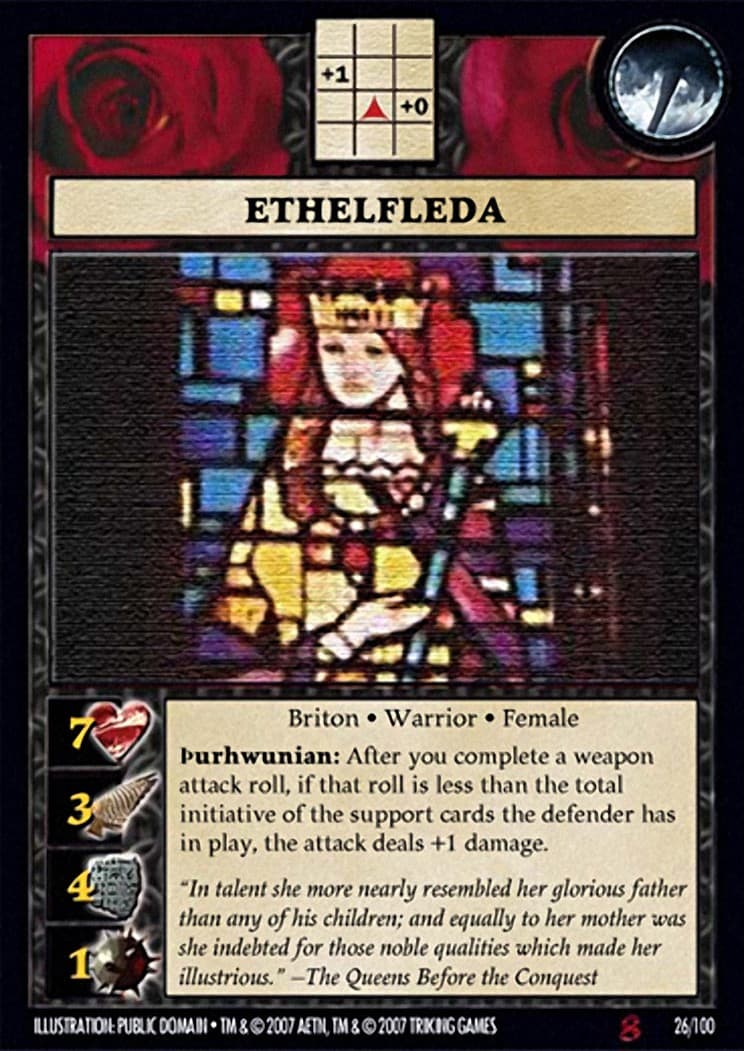 +1
+0
ETHELFLEDA
7
3
4
1
Briton • Warrior • Female
Þurhwunian: After you complete a weapon
attack roll, if that roll is less than the total
initiative of the support cards the defender has
in play, the attack deals +1 damage.
“In talent she more nearly resembled her glorious father
than any of his children; and equally to her mother was
she indebted for those noble qualities which made her
illustrious.” –The Queens Before the Conquest
ILLUSTRATION: PUBLIC DOMAIN • TM & © 2007 AETN, TM & © 2007 TRIKING GAMES
26/100